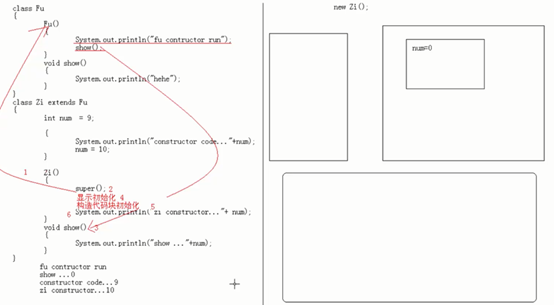 class Fu
{
Fu()
{
System.out.println("fu contructor run")
show();
}
void show()
{
System.out.println("hehe");
}
}
class Zi extends Fu
{
int num = 9;
{
System.out.println("constructor code..."+num);
num = 10;
}
1 Zi()
{
super(); 2
显示初始化 4
构造代码块初始化 5
6 System.out.println("zi constructor..."+ num);
}
void show() 3
{
System.out.println("show ..."+num);
}
}
fu contructor run
show ...0
constructor code...9
zi constructor...10
new Zi();
num=0